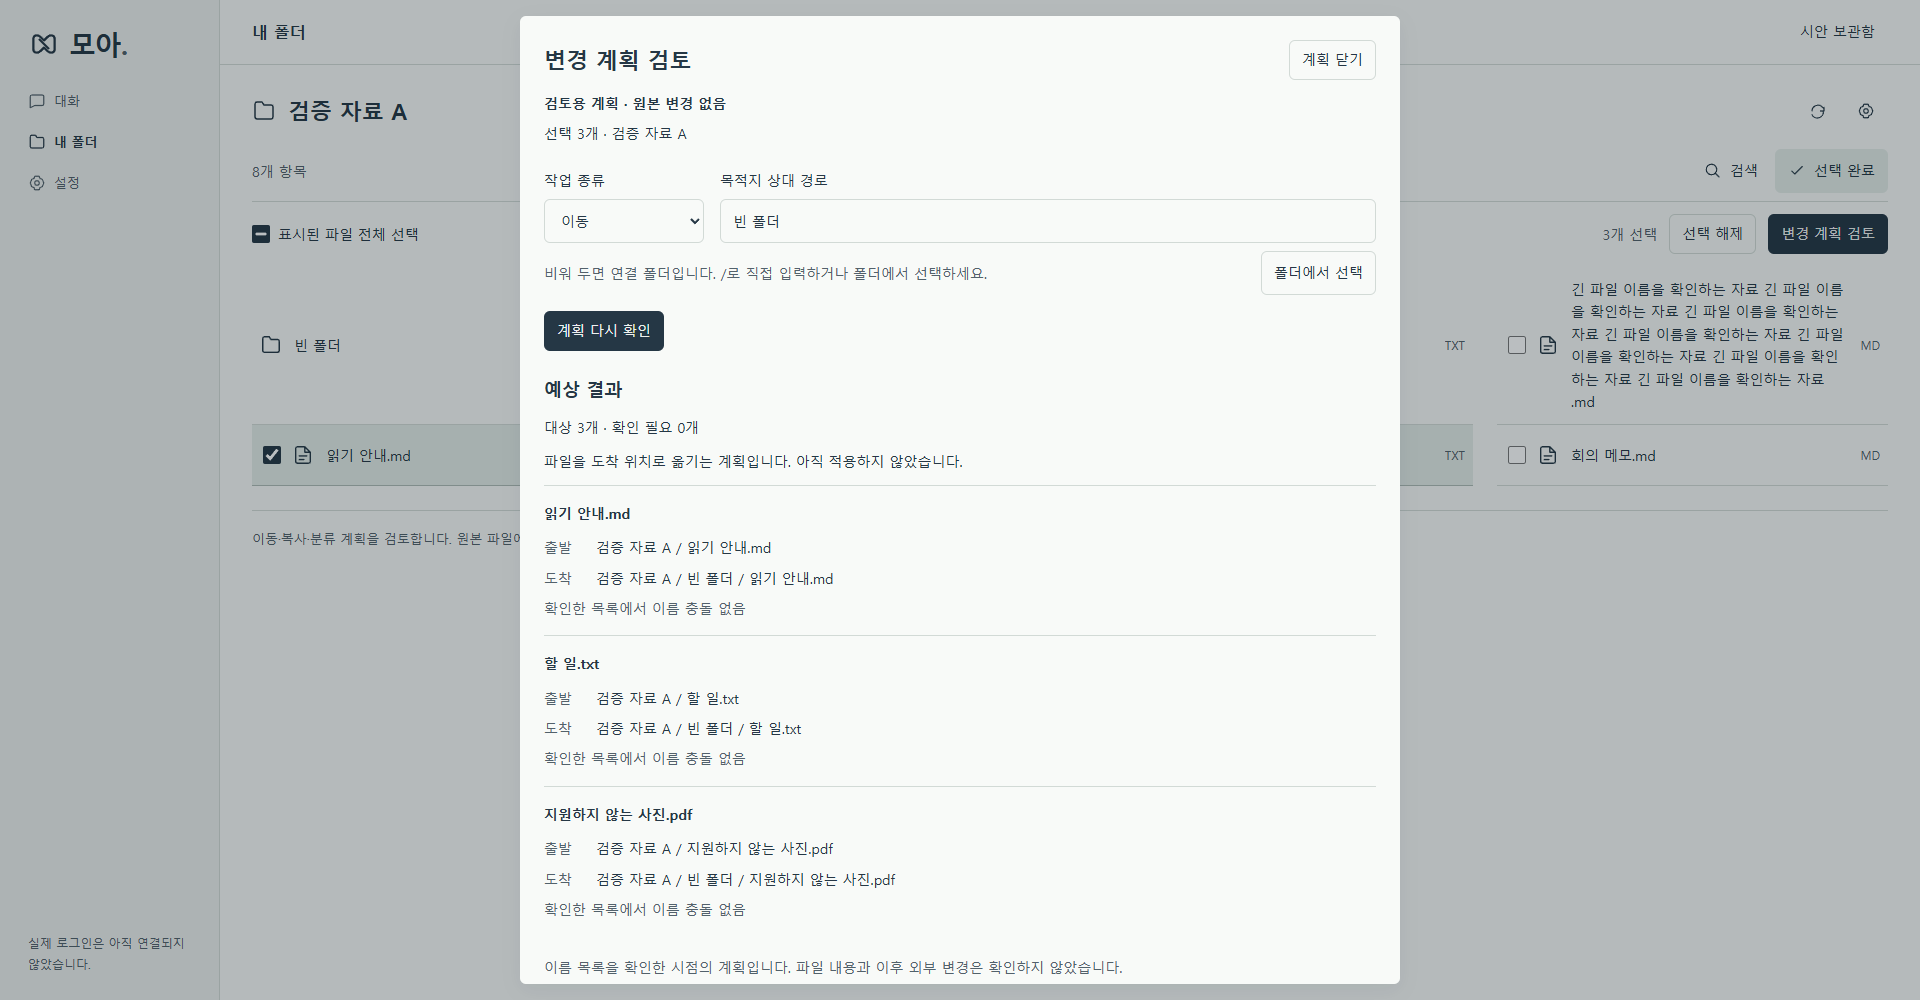 모아.
대화
내 폴더
설정
실제 로그인은 아직 연결되지
않았습니다.
내 폴더
시안 보관함
검증 자료 A
8개 항목
검색
선택 완료
표시된 파일 전체 선택
3개 선택
선택 해제
변경 계획 검토
빈 폴더
TXT
긴 파일 이름을 확인하는 자료 긴 파일 이름
을 확인하는 자료 긴 파일 이름을 확인하는
자료 긴 파일 이름을 확인하는 자료 긴 파일
이름을 확인하는 자료 긴 파일 이름을 확인
하는 자료 긴 파일 이름을 확인하는 자료
.md
MD
읽기 안내.md
TXT
회의 메모.md
MD
이동·복사·분류 계획을 검토합니다. 원본 파일에
변경 계획 검토
계획 닫기
검토용 계획 · 원본 변경 없음
선택 3개 · 검증 자료 A
작업 종류
목적지 상대 경로
이동
빈 폴더
비워 두면 연결 폴더입니다. /로 직접 입력하거나 폴더에서 선택하세요.
폴더에서 선택
계획 다시 확인
예상 결과
대상 3개 · 확인 필요 0개
파일을 도착 위치로 옮기는 계획입니다. 아직 적용하지 않았습니다.
읽기 안내.md
출발 검증 자료 A / 읽기 안내.md
도착 검증 자료 A / 빈 폴더 / 읽기 안내.md
확인한 목록에서 이름 충돌 없음
할 일.txt
출발 검증 자료 A / 할 일.txt
도착 검증 자료 A / 빈 폴더 / 할 일.txt
확인한 목록에서 이름 충돌 없음
지원하지 않는 사진.pdf
출발 검증 자료 A / 지원하지 않는 사진.pdf
도착 검증 자료 A / 빈 폴더 / 지원하지 않는 사진.pdf
확인한 목록에서 이름 충돌 없음
이름 목록을 확인한 시점의 계획입니다. 파일 내용과 이후 외부 변경은 확인하지 않았습니다.